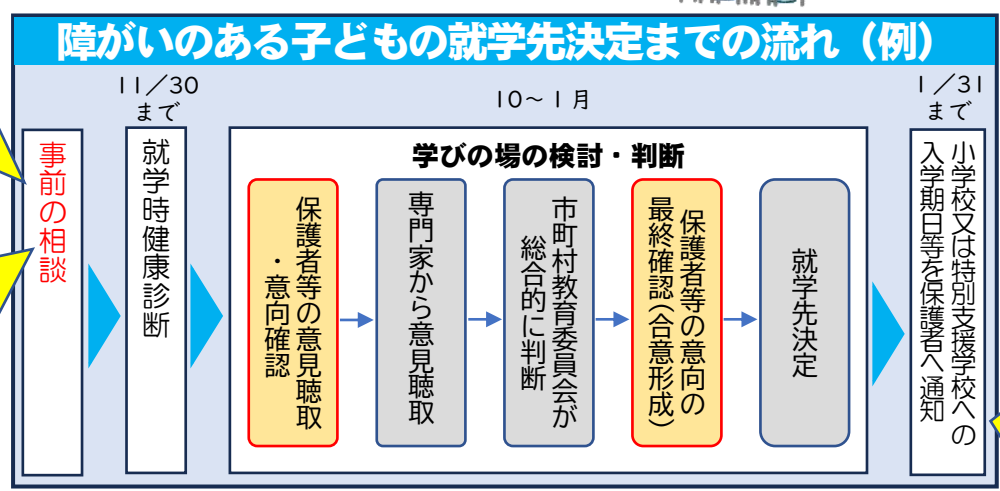 障がいのある子どもの就学先決定までの流れ（例）
事前の相談
11／30
まで
就学時健康診断
10～1月
学びの場の検討・判断
保護者等の意見聴取
・意向確認
専門家から意見聴取
市町村教育委員会が
総合的に判断
保護者等の意向の
最終確認（合意形成）
就学先決定
1／31
まで
小学校又は特別支援学校への
入学期日等を保護者へ通知